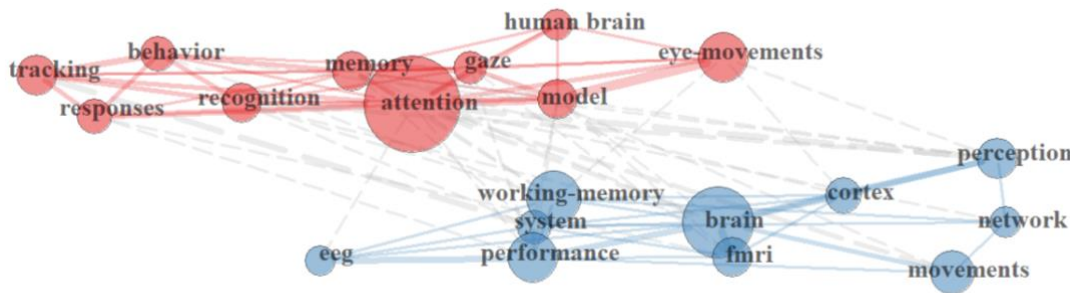 human brain
behavior
eye-movements
tracking
memory
gaze
responses
recognition
attention
model
perception
working-memory
cortex
system
brain
network
eeg
performance
fmri
movements